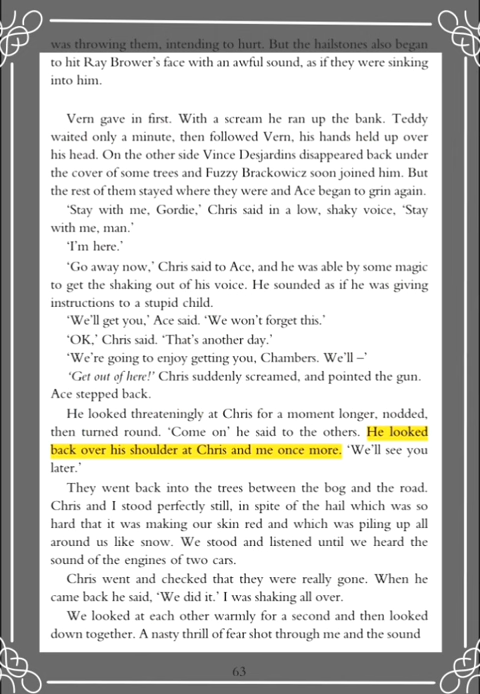 was throwing them, intending to hurt. But the hailstones also began
to hit Ray Brower's face with an awful sound, as if they were sinking
into him.
Vern gave in first. With a scream he ran up the bank. Teddy
waited only a minute, then followed Vern, his hands held up over
his head. On the other side Vince Desjardins disappeared back under
the cover of some trees and Fuzzy Brackowicz soon joined him. But
the rest of them stayed where they were and Ace began to grin again.
‘Stay with me, Gordie,’ Chris said in a low, shaky voice, ‘Stay
with me, man.’
‘I'm here.’
‘Go away now,’ Chris said to Ace, and he was able by some magic
to get the shaking out of his voice. He sounded as if he was giving
instructions to a stupid child.
‘We'll get you,’ Ace said. ‘We won't forget this.’
‘OK,’ Chris said. ‘That's another day.’
‘We're going to enjoy getting you, Chambers. We'll –’
‘Get out of here!’ Chris suddenly screamed, and pointed the gun.
Ace stepped back.
He looked threateningly at Chris for a moment longer, nodded,
then turned round. ‘Come on’ he said to the others. He looked
back over his shoulder at Chris and me once more. ‘We'll see you
later.’
They went back into the trees between the bog and the road.
Chris and I stood perfectly still, in spite of the hail which was so
hard that it was making our skin red and which was piling up all
around us like snow. We stood and listened until we heard the
sound of the engines of two cars.
Chris went and checked that they were really gone. When he
came back he said, ‘We did it.’ I was shaking all over.
We looked at each other warmly for a second and then looked
down together. A nasty thrill of fear shot through me and the sound
63